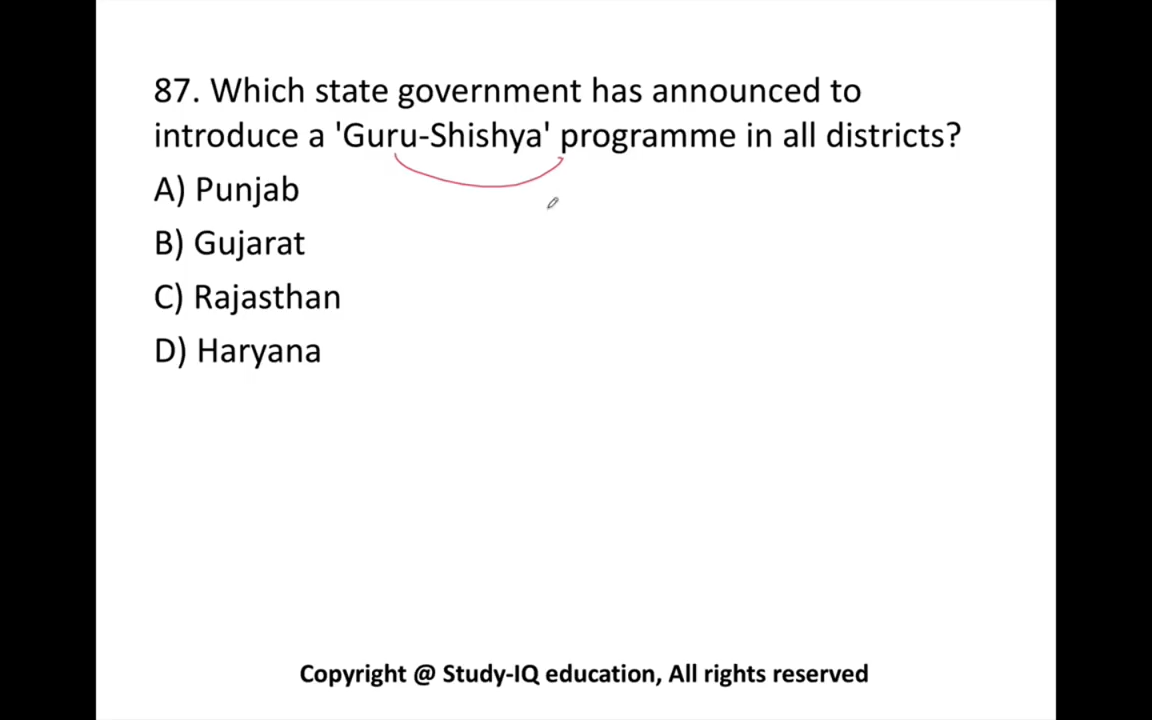 87. Which state government has announced to
introduce a 'Guru-Shishya' programme in all districts?
A) Punjab
B) Gujarat
C) Rajasthan
D) Haryana
Copyright @ Study-IQ education, All rights reserved